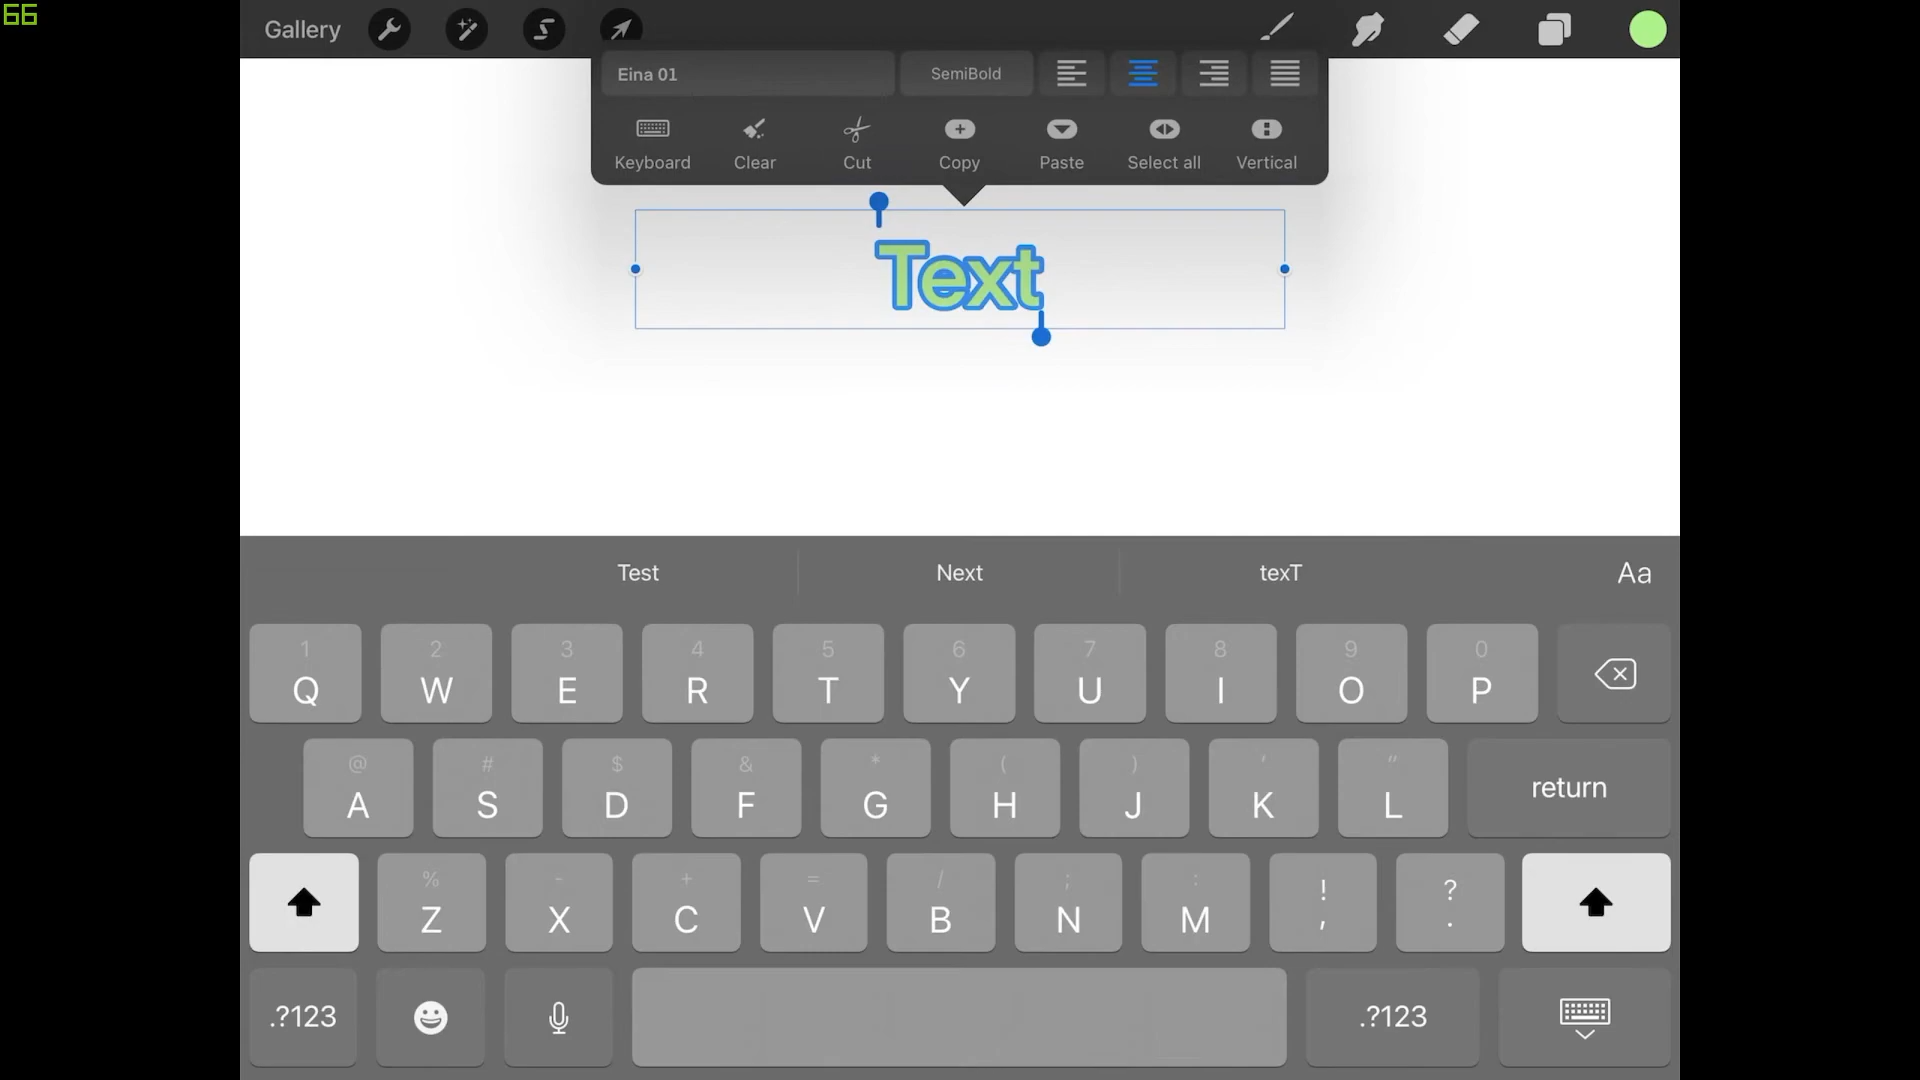 66
Gallery
Eina 01 SemiBold
Keyboard Clear Cut Copy Paste Select all Vertical
Text
Test Next texT Aa
1 2 3 4 5 6 7 8 9 0
Q W E R T Y U I O P
@ # $ & * ( ) ' "
A S D F G H J K L return
% - + = / ; : ! ?
Z X C V B N M , .
.?123 .?123